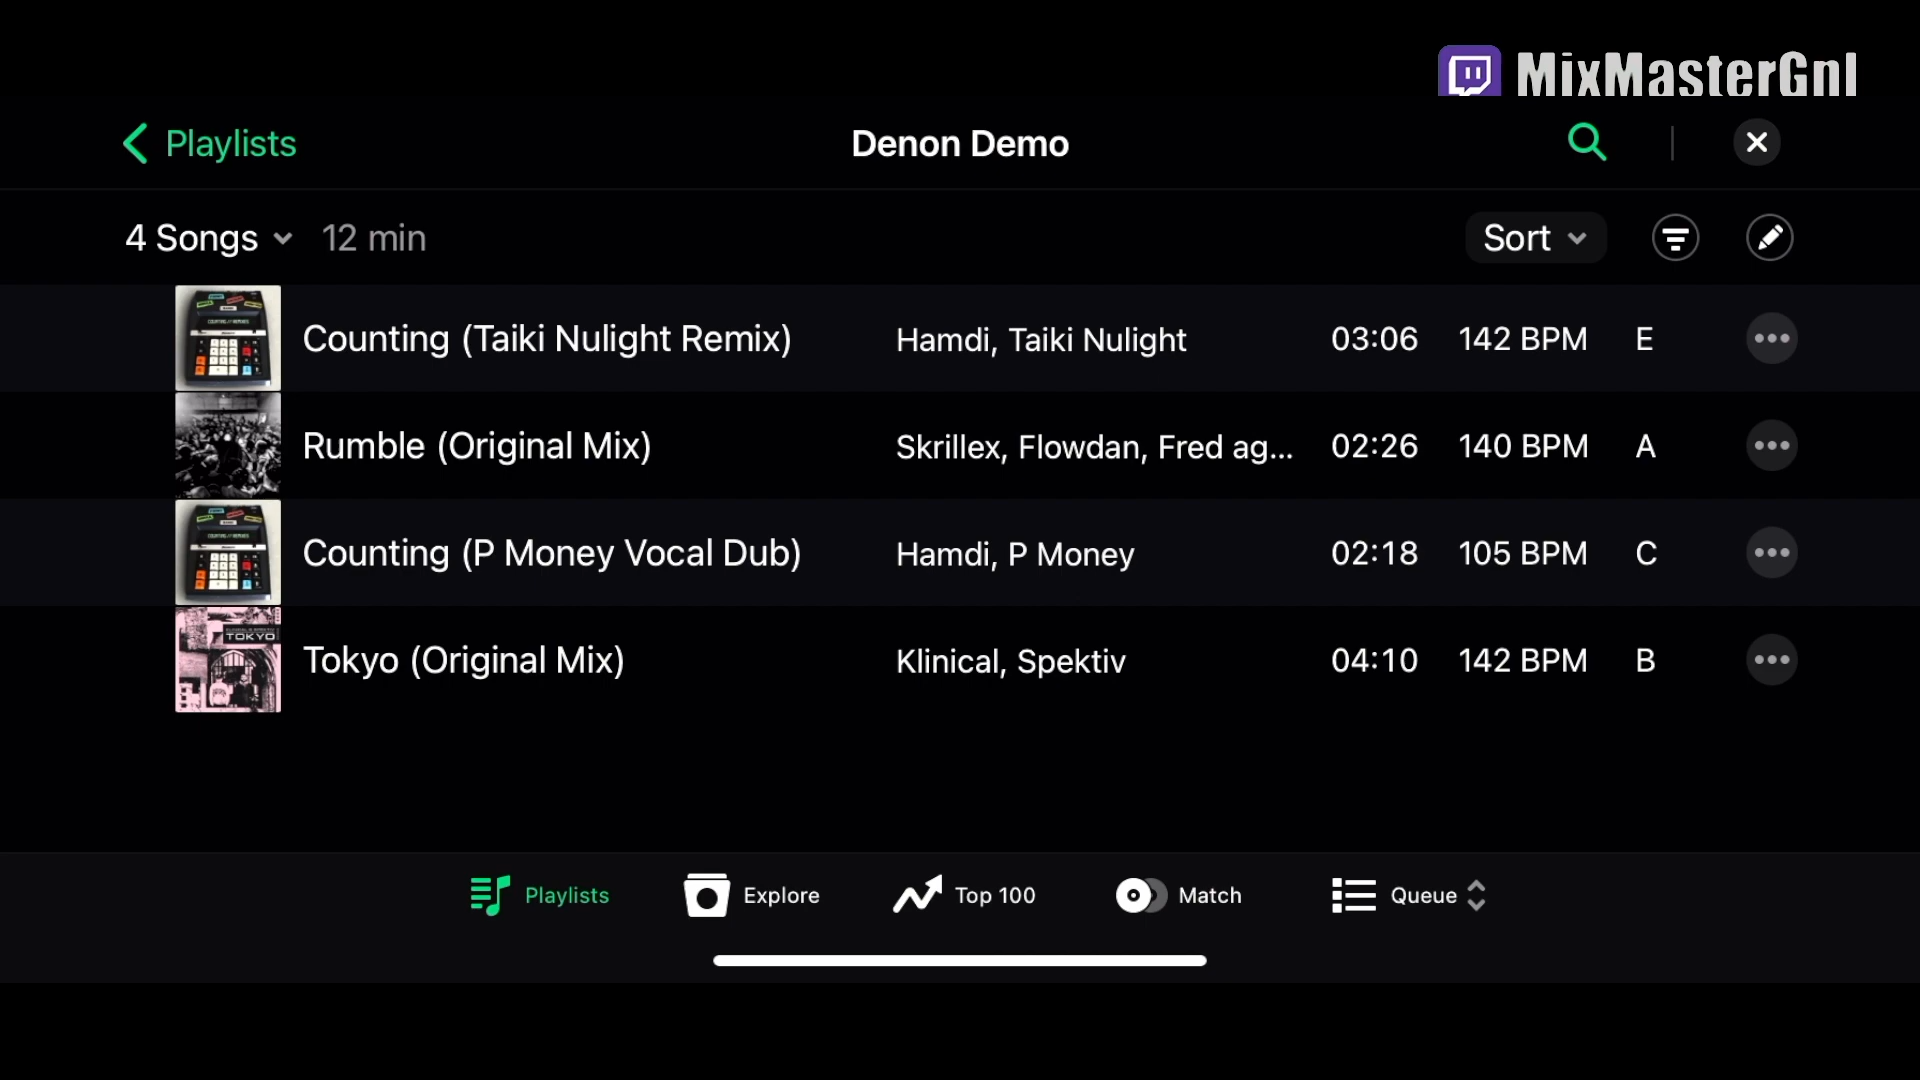 MixMasterGnl
Playlists
Denon Demo
4 Songs 12 min
Sort
Counting (Taiki Nulight Remix) Hamdi, Taiki Nulight 03:06 142 BPM E
Rumble (Original Mix) Skrillex, Flowdan, Fred ag... 02:26 140 BPM A
Counting (P Money Vocal Dub) Hamdi, P Money 02:18 105 BPM C
TOKYO
Tokyo (Original Mix) Klinical, Spektiv 04:10 142 BPM B
Playlists Explore Top 100 Match Queue